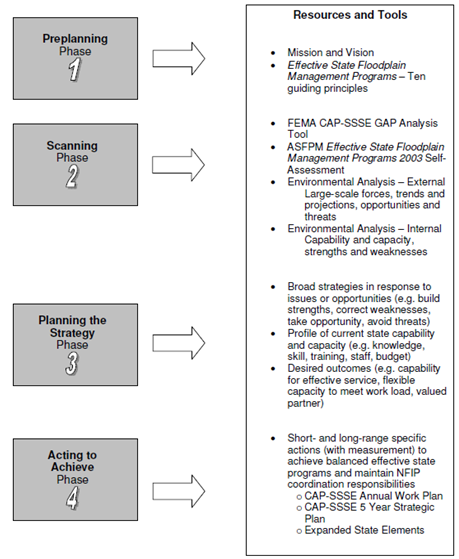 Preplanning
Phase
1
Scanning
Phase
2
Planning the
Strategy
Phase
3
Acting to
Achieve
Phase
4
Resources and Tools
• Mission and Vision
• Effective State Floodplain
Management Programs – Ten
guiding principles
• FEMA CAP-SSSE GAP Analysis
Tool
• ASFPM Effective State Floodplain
Management Programs 2003 Self-
Assessment
• Environmental Analysis – External
Large-scale forces, trends and
projections, opportunities and
threats
• Environmental Analysis – Internal
Capability and capacity,
strengths and weaknesses
• Broad strategies in response to
issues or opportunities (e.g. build
strengths, correct weaknesses,
take opportunity, avoid threats)
• Profile of current state capability
and capacity (e.g. knowledge,
skill, training, staff, budget)
• Desired outcomes (e.g. capability
for effective service, flexible
capacity to meet work load, valued
partner)
• Short- and long-range specific
actions (with measurement) to
achieve balanced effective state
programs and maintain NFIP
coordination responsibilities
o CAP-SSSE Annual Work Plan
o CAP-SSSE 5 Year Strategic
Plan
o Expanded State Elements